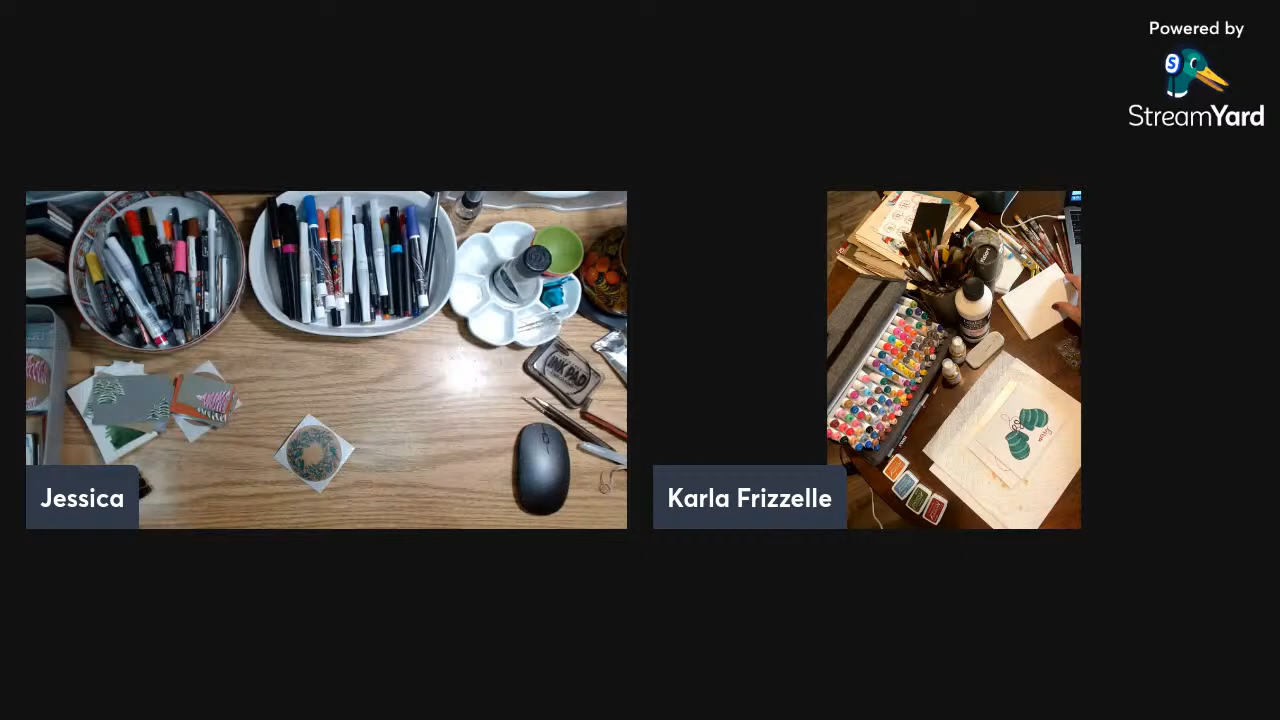 Powered by
S
StreamYard
INK PAD
Jessica
Karla Frizzelle